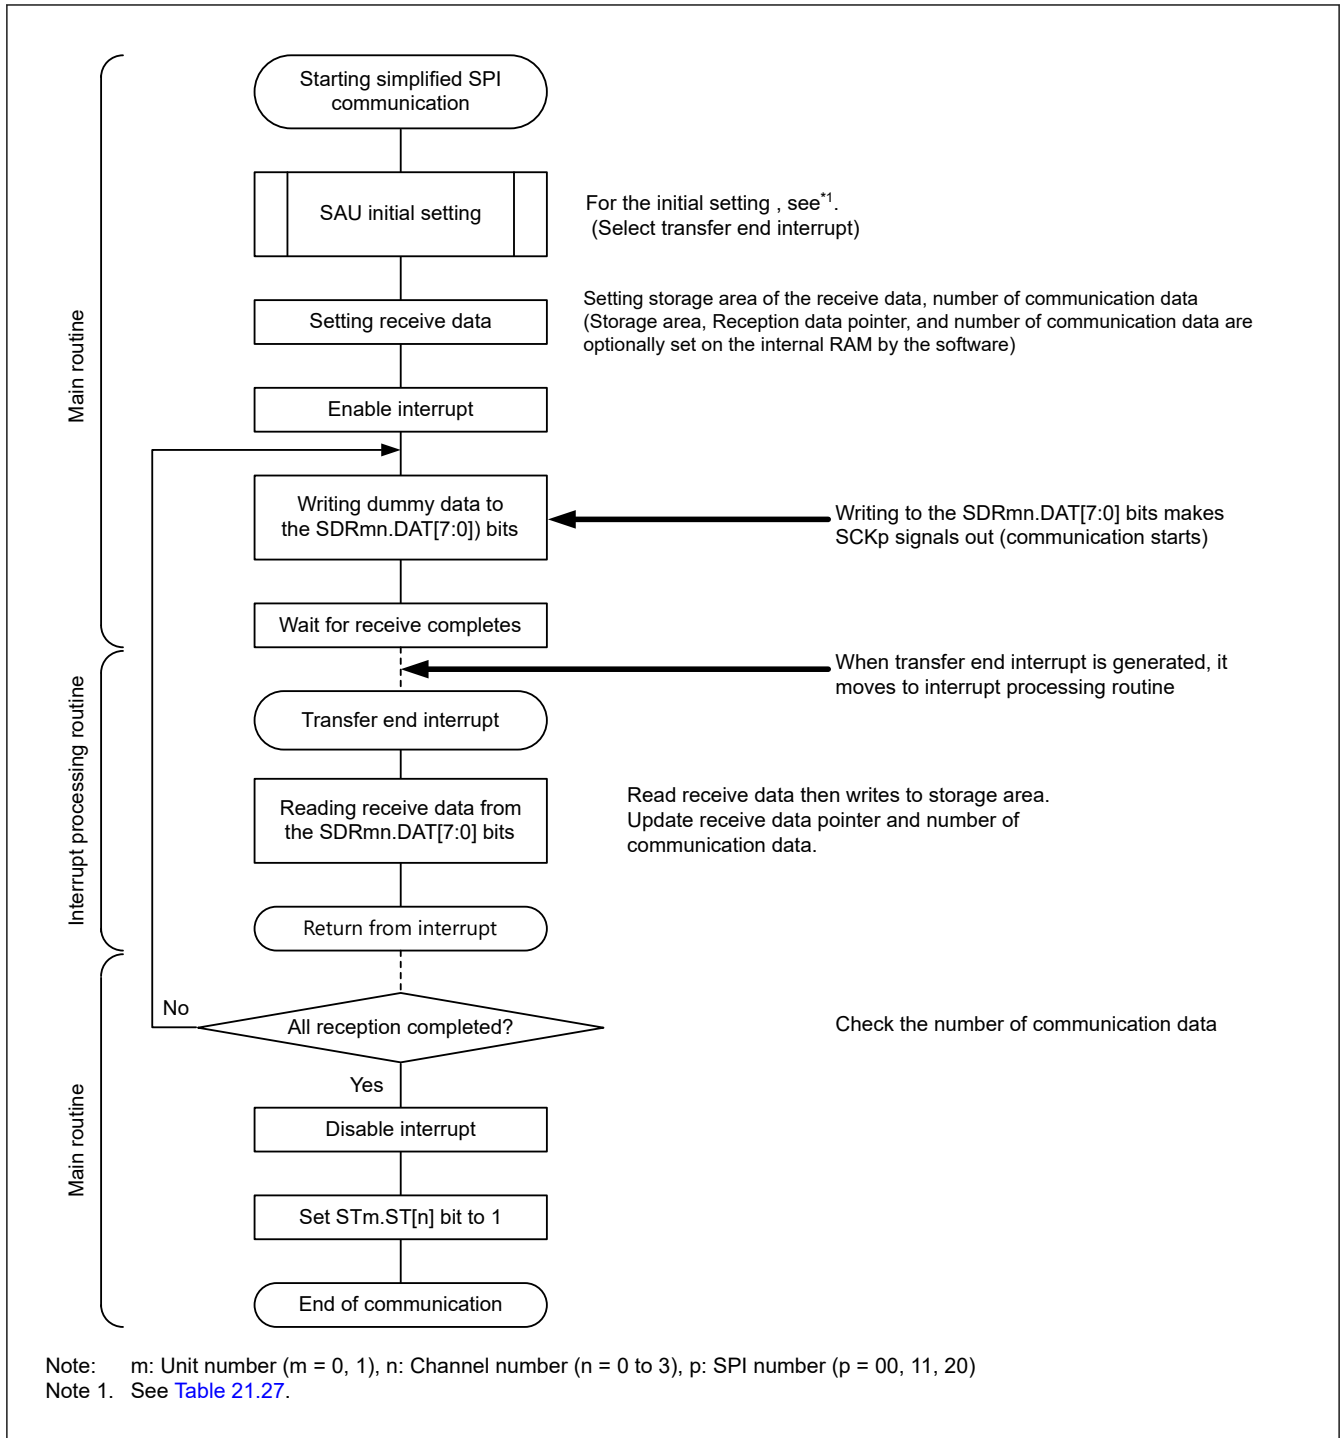 Starting simplified SPI
communication
SAU initial setting
For the initial setting , see*1.
(Select transfer end interrupt)
Setting receive data
Setting storage area of the receive data, number of communication data
(Storage area, Reception data pointer, and number of communication data are
optionally set on the internal RAM by the software)
Main routine
Enable interrupt
Writing dummy data to
the SDRmn.DAT[7:0]) bits
Writing to the SDRmn.DAT[7:0] bits makes
SCKp signals out (communication starts)
Wait for receive completes
When transfer end interrupt is generated, it
moves to interrupt processing routine
Transfer end interrupt
Interrupt processing routine
Reading receive data from
the SDRmn.DAT[7:0] bits
Read receive data then writes to storage area.
Update receive data pointer and number of
communication data.
Return from interrupt
No
All reception completed?
Check the number of communication data
Yes
Main routine
Disable interrupt
Set STm.ST[n] bit to 1
End of communication
Note: m: Unit number (m = 0, 1), n: Channel number (n = 0 to 3), p: SPI number (p = 00, 11, 20)
Note 1. See Table 21.27.